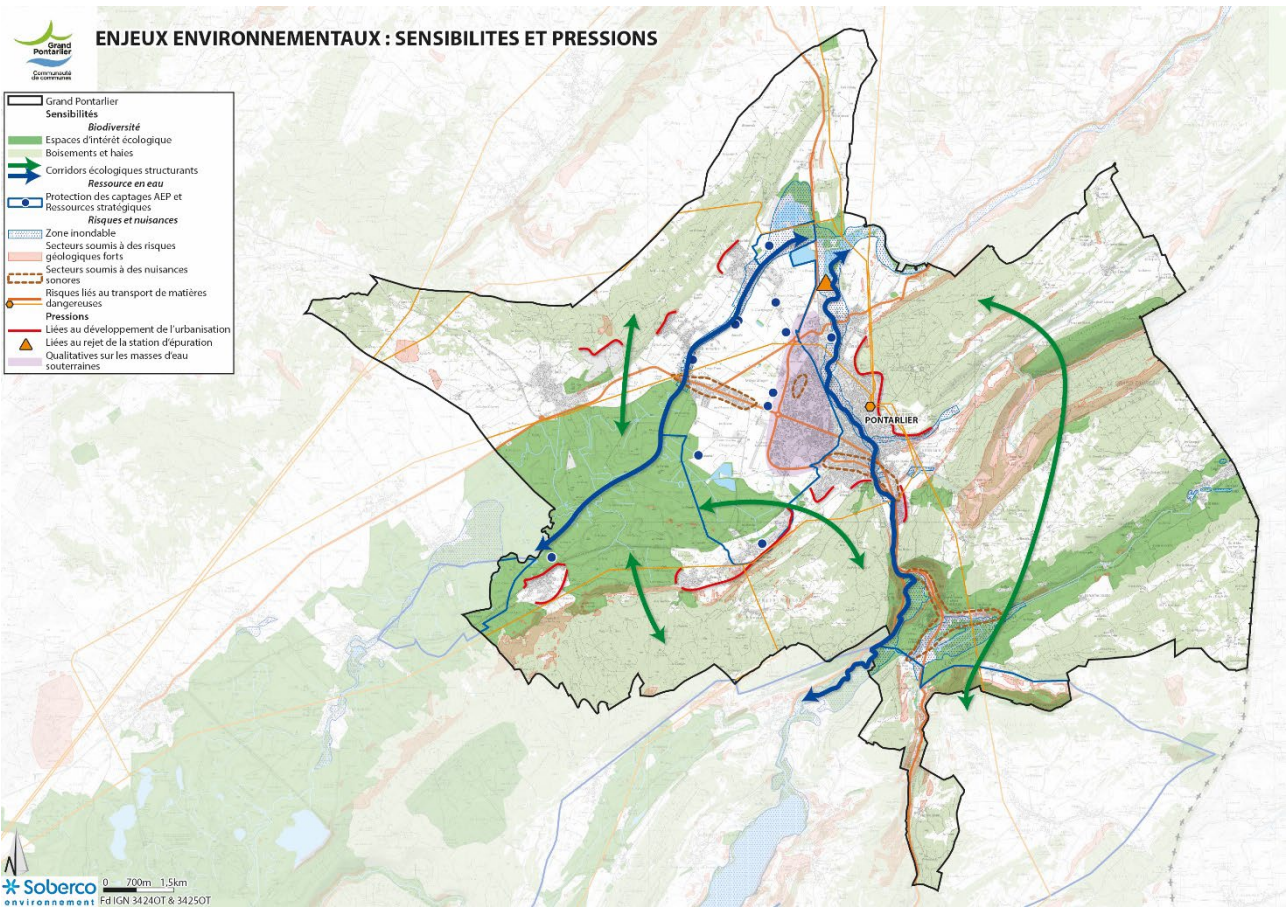 Grand
Pontarlier
Communauté
de communes
ENJEUX ENVIRONNEMENTAUX : SENSIBILITES ET PRESSIONS
Grand Pontarlier
Sensibilités
Biodiversité
Espaces d'intérêt écologique
Boisements et haies
Corridors écologiques structurants
Ressource en eau
Protection des captages AEP et
Ressources stratégiques
Risques et nuisances
Zone inondable
Secteurs soumis à des risques
géologiques forts
Secteurs soumis à des nuisances
sonores
Risques liés au transport de matières
dangereuses
Pressions
Liées au développement de l'urbanisation
Liées au rejet de la station d'épuration
Qualitatives sur les masses d'eau
souterraines
PONTARLIER
N
Soberco
environnement
0 700m 1,5km
Fd IGN 3424OT & 3425OT